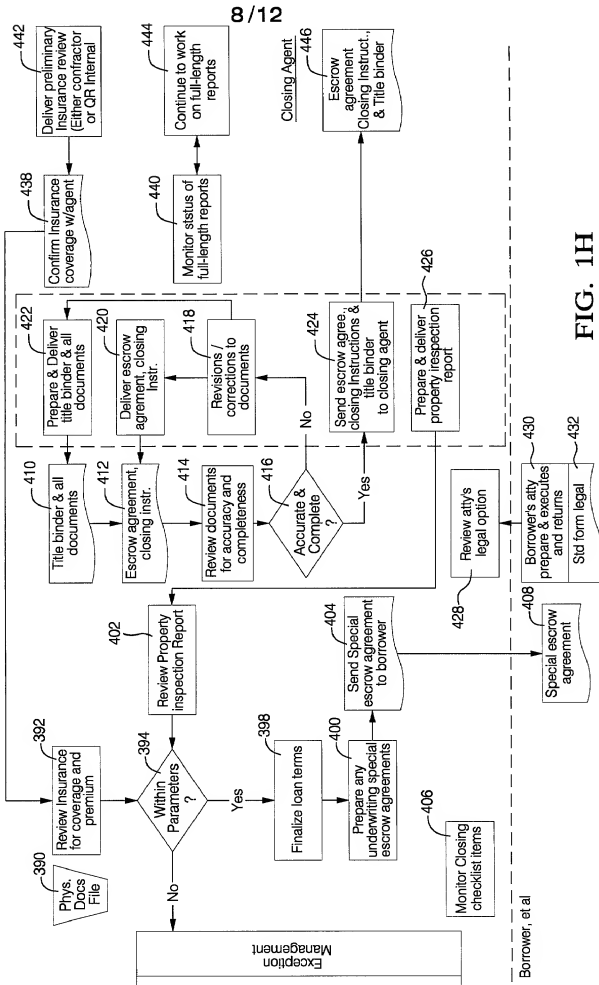 8/12
442
Deliver preliminary
Insurance review
(Either confractor
or QR Internal
444
Continue to work
on full-length
reports
Closing Agent
446
Escrow
agreement
Closing Instruct.,
& Title binder
438
Confirm Insurance
coverage w/agent
440
Monitor ststus of
full-length reports
422
Prepare & Deliver
title binder & all
documents
420
Deliver escrow
agrement, closing
Instr.
418
Revisions /
corrections to
documents
424
Send escrow agree.,
closing Instructions &
title binder
to closing agent
426
Prepare & deliver
property irespection
report
410
Title binder & all
documents
412
Escrow agreement,
closing instr.
414
Review documents
for accuracy and
completeness
416
Accurate &
Complete
?
No
Yes
428
Review atty's
legal option
430
Borrower's atty
prepare & executes
and returns
432
Std form legal
402
Review Property
inspection Report
404
Send Special
escrow agreement
to borrower
408
Special escrow
agreement
392
Review Insurance
for coverage and
premium
394
Within
Parameters
?
Yes
No
398
Finalize loan terms
400
Prepare any
underwriting special
escrow agreements
390
Phys.
Docs
File
406
Monitor Closing
checklist items
Exception
Management
Borrower, et al
FIG. 1H